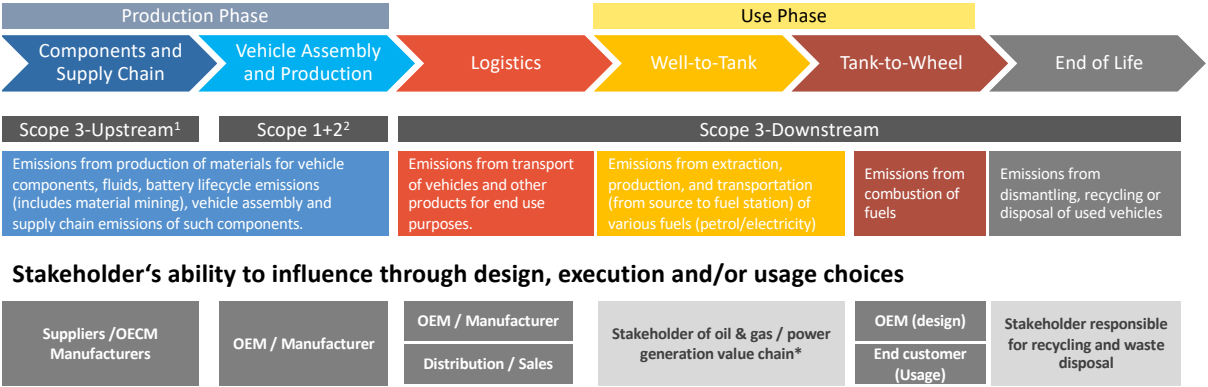 Production Phase
Use Phase
Components and
Supply Chain
Vehicle Assembly
and Production
Logistics
Well-to-Tank
Tank-to-Wheel
End of Life
Scope 3-Upstream¹
Scope 1+2²
Scope 3-Downstream
Emissions from production of materials for vehicle
components, fluids, battery lifecycle emissions
(includes material mining), vehicle assembly and
supply chain emissions of such components.
Emissions from transport
of vehicles and other
products for end use
purposes.
Emissions from extraction,
production, and transportation
(from source to fuel station) of
various fuels (petrol/electricity)
Emissions from
combustion of
fuels
Emissions from
dismantling, recycling or
disposal of used vehicles
Stakeholder‘s ability to influence through design, execution and/or usage choices
Suppliers /OECM
Manufacturers
OEM / Manufacturer
OEM / Manufacturer
Distribution / Sales
Stakeholder of oil & gas / power
generation value chain*
OEM (design)
End customer
(Usage)
Stakeholder responsible
for recycling and waste
disposal